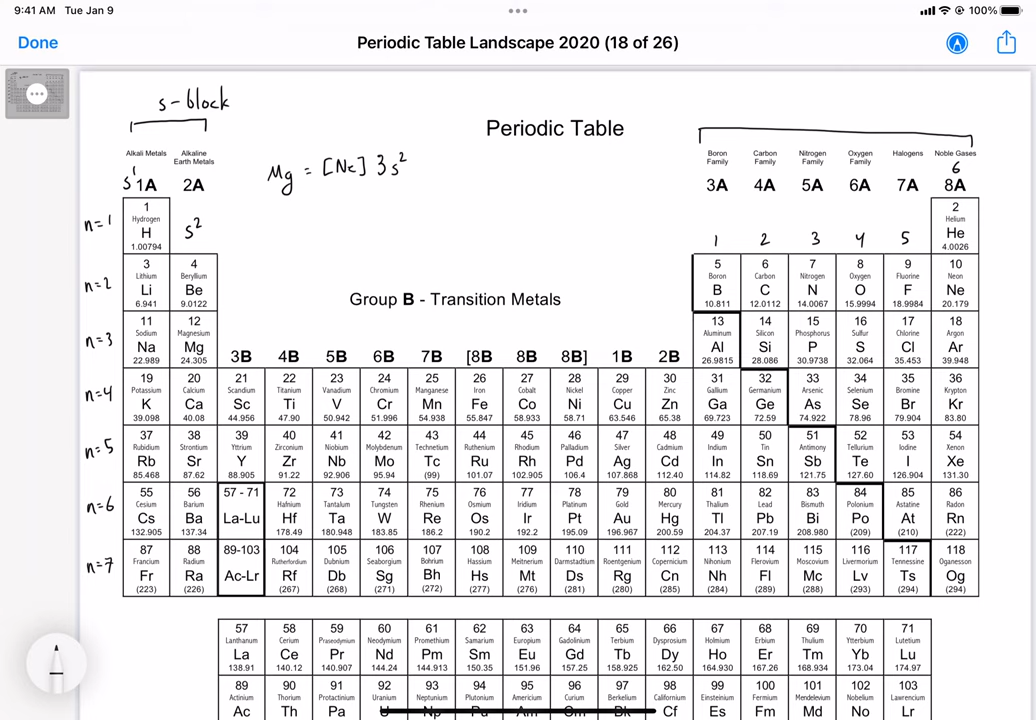 9:41 AM Tue Jan 9
100%
Done
Periodic Table Landscape 2020 (18 of 26)
s-block
Periodic Table
Mg = [Ne] 3s²
Alkali Metals
Alkaline Earth Metals
Boron Family
Carbon Family
Nitrogen Family
Oxygen Family
Halogens
Noble Gases
s¹ 1A 2A 3A 4A 5A 6A 7A 6 8A
n=1 s² 1 2 3 4 5
1 Hydrogen H 1.00794
2 Helium He 4.0026
n=2
3 Lithium Li 6.941
4 Beryllium Be 9.0122
Group B - Transition Metals
5 Boron B 10.811
6 Carbon C 12.0112
7 Nitrogen N 14.0067
8 Oxygen O 15.9994
9 Fluorine F 18.9984
10 Neon Ne 20.179
n=3
11 Sodium Na 22.989
12 Magnesium Mg 24.305
3B 4B 5B 6B 7B [8B 8B 8B] 1B 2B
13 Aluminum Al 26.9815
14 Silicon Si 28.086
15 Phosphorus P 30.9738
16 Sulfur S 32.064
17 Chlorine Cl 35.453
18 Argon Ar 39.948
n=4
19 Potassium K 39.098
20 Calcium Ca 40.08
21 Scandium Sc 44.956
22 Titanium Ti 47.90
23 Vanadium V 50.942
24 Chromium Cr 51.996
25 Manganese Mn 54.938
26 Iron Fe 55.847
27 Cobalt Co 58.933
28 Nickel Ni 58.71
29 Copper Cu 63.546
30 Zinc Zn 65.38
31 Gallium Ga 69.723
32 Germanium Ge 72.59
33 Arsenic As 74.922
34 Selenium Se 78.96
35 Bromine Br 79.904
36 Krypton Kr 83.80
n=5
37 Rubidium Rb 85.468
38 Strontium Sr 87.62
39 Yttrium Y 88.905
40 Zirconium Zr 91.22
41 Niobium Nb 92.906
42 Molybdenum Mo 95.94
43 Technetium Tc (99)
44 Ruthenium Ru 101.07
45 Rhodium Rh 102.905
46 Palladium Pd 106.4
47 Silver Ag 107.868
48 Cadmium Cd 112.40
49 Indium In 114.82
50 Tin Sn 118.69
51 Antimony Sb 121.75
52 Tellurium Te 127.60
53 Iodine I 126.904
54 Xenon Xe 131.30
n=6
55 Cesium Cs 132.905
56 Barium Ba 137.34
57 - 71 La-Lu
72 Hafnium Hf 178.49
73 Tantalum Ta 180.948
74 Tungsten W 183.85
75 Rhenium Re 186.2
76 Osmium Os 190.2
77 Iridium Ir 192.2
78 Platinum Pt 195.09
79 Gold Au 196.967
80 Mercury Hg 200.59
81 Thallium Tl 204.37
82 Lead Pb 207.19
83 Bismuth Bi 208.980
84 Polonium Po (209)
85 Astatine At (210)
86 Radon Rn (222)
n=7
87 Francium Fr (223)
88 Radium Ra (226)
89-103 Ac-Lr
104 Rutherfordium Rf (267)
105 Dubnium Db (268)
106 Seaborgium Sg (271)
107 Bohrium Bh (272)
108 Hassium Hs (277)
109 Meitnerium Mt (276)
110 Darmstadtium Ds (281)
111 Roentgenium Rg (280)
112 Copernicium Cn (285)
113 Nihonium Nh (284)
114 Flerovium Fl (289)
115 Moscovium Mc (288)
116 Livermorium Lv (293)
117 Tennessine Ts (294)
118 Oganesson Og (294)
57 Lanthanum La 138.91
58 Cerium Ce 140.12
59 Praseodymium Pr 140.907
60 Neodymium Nd 144.24
61 Promethium Pm 144.913
62 Samarium Sm 150.35
63 Europium Eu 151.96
64 Gadolinium Gd 157.25
65 Terbium Tb 158.925
66 Dysprosium Dy 162.50
67 Holmium Ho 164.930
68 Erbium Er 167.26
69 Thulium Tm 168.934
70 Ytterbium Yb 173.04
71 Lutetium Lu 174.97
89 Actinium Ac
90 Thorium Th
91 Protactinium Pa
92 Uranium U
93 Neptunium Np
94 Plutonium Pu
95 Americium Am
96 Curium Cm
97 Berkelium Bk
98 Californium Cf
99 Einsteinium Es
100 Fermium Fm
101 Mendelevium Md
102 Nobelium No
103 Lawrencium Lr